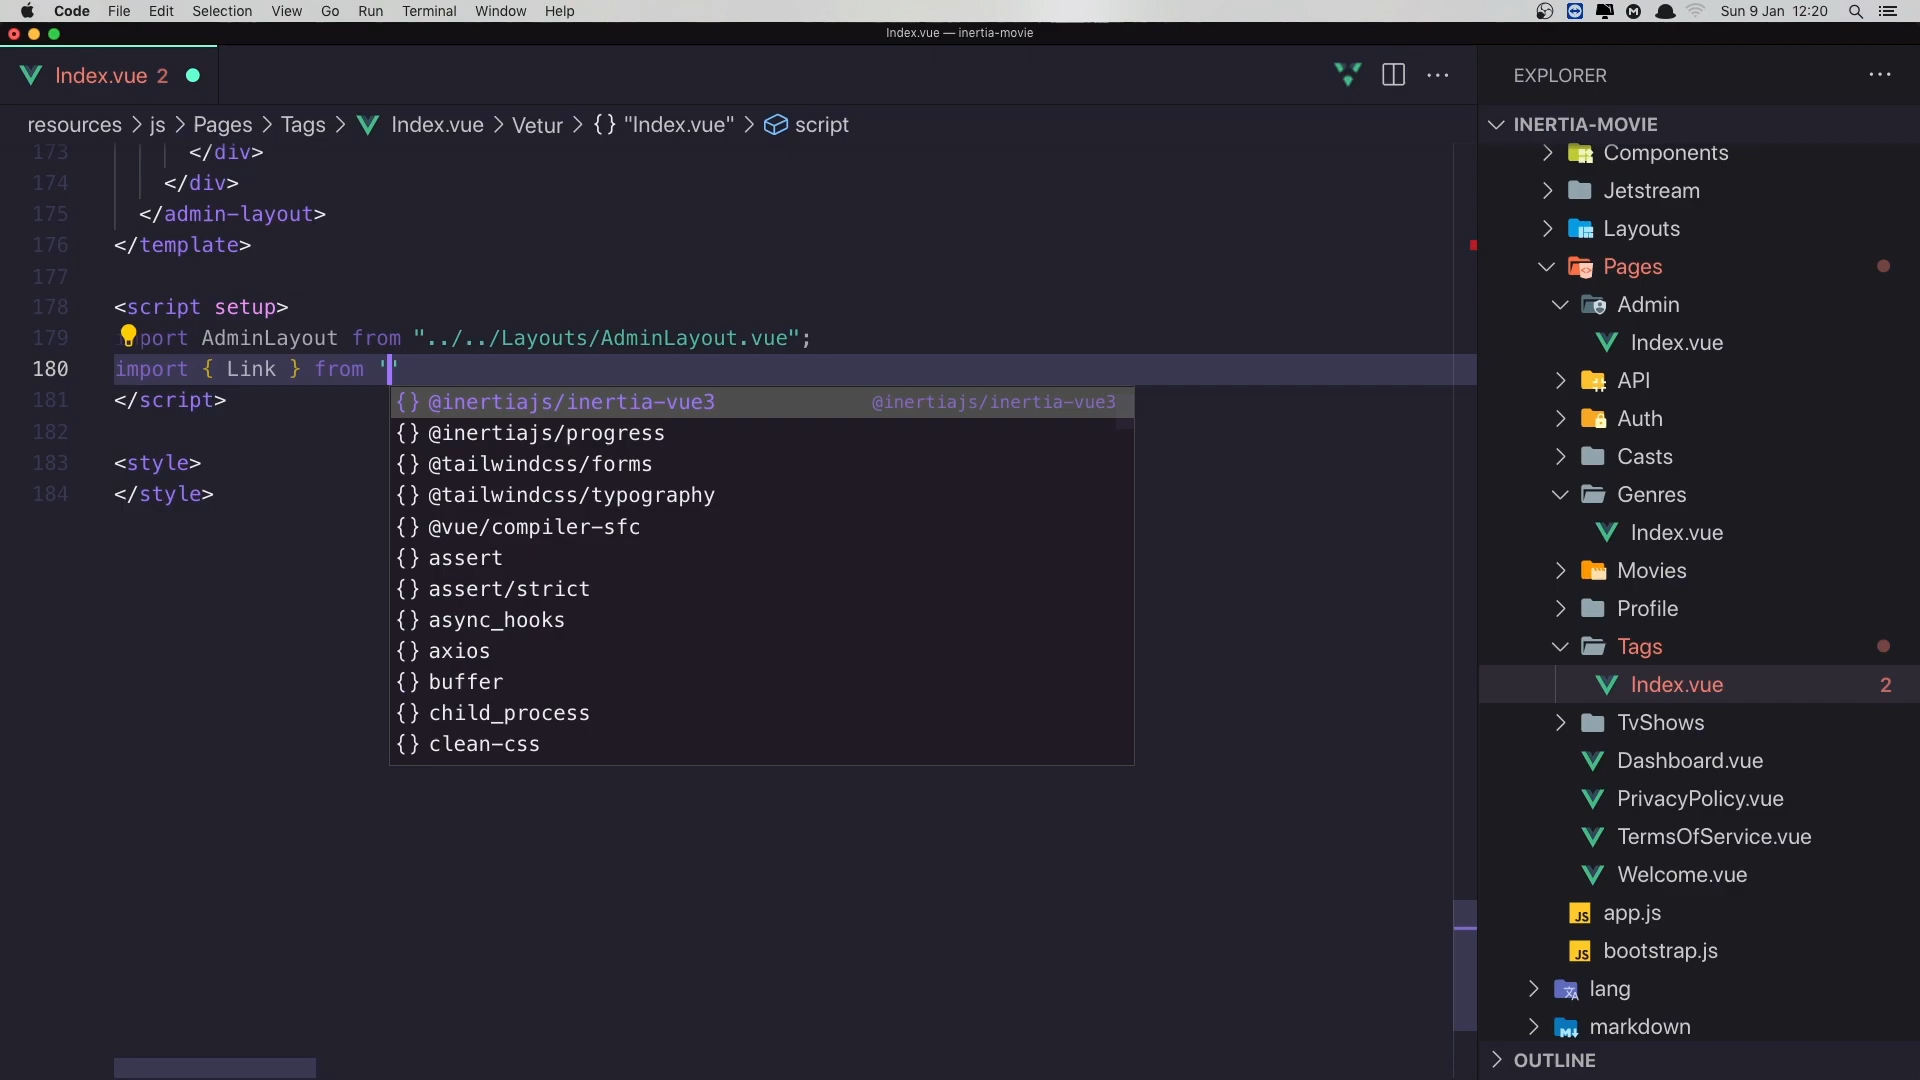 Code File Edit Selection View Go Run Terminal Window Help
Sun 9 Jan 12:20
Index.vue — inertia-movie
Index.vue 2
resources > js > Pages > Tags > Index.vue > Vetur > {} "Index.vue" > script
173 </div>
174 </div>
175 </admin-layout>
176 </template>
177
178 <script setup>
179 port AdminLayout from "../../Layouts/AdminLayout.vue";
180 import { Link } from ''
181 </script>
182
183 <style>
184 </style>
{} @inertiajs/inertia-vue3 @inertiajs/inertia-vue3
{} @inertiajs/progress
{} @tailwindcss/forms
{} @tailwindcss/typography
{} @vue/compiler-sfc
{} assert
{} assert/strict
{} async_hooks
{} axios
{} buffer
{} child_process
{} clean-css
EXPLORER
INERTIA-MOVIE
Components
Jetstream
Layouts
Pages
Admin
Index.vue
API
Auth
Casts
Genres
Index.vue
Movies
Profile
Tags
Index.vue 2
TvShows
Dashboard.vue
PrivacyPolicy.vue
TermsOfService.vue
Welcome.vue
JS app.js
JS bootstrap.js
lang
markdown
OUTLINE